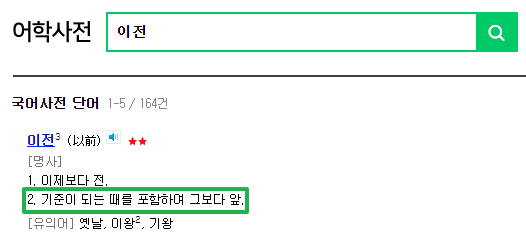 어학사전 이전
국어사전 단어 1-5 / 164건
이전3 (以前) ★★
[명사]
1. 이제보다 전.
2. 기준이 되는 때를 포함하여 그보다 앞.
[유의어] 옛날, 이왕2, 기왕